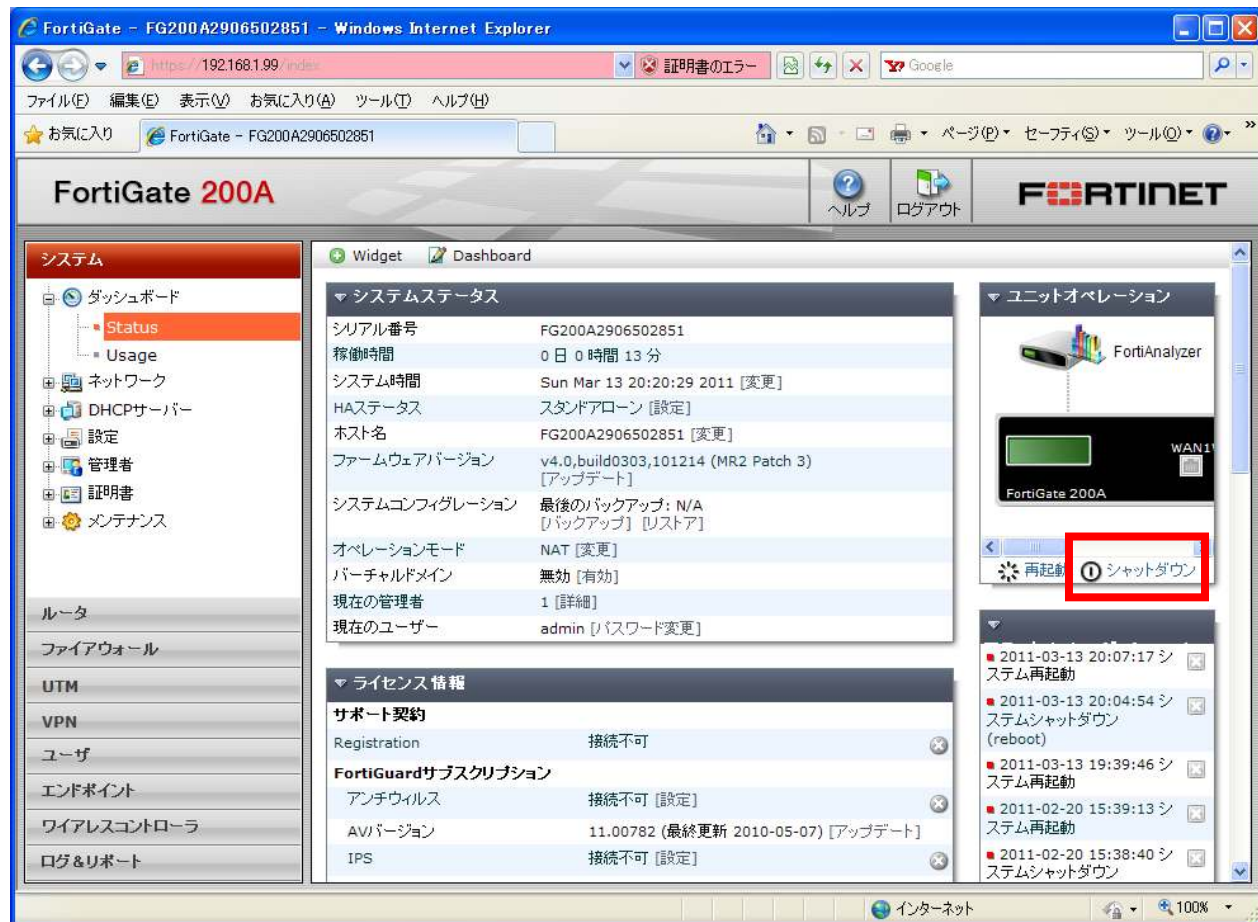 FortiGate - FG200A2906502851 - Windows Internet Explorer
https://192.168.1.99/index
証明書のエラー
Google
ファイル(F) 編集(E) 表示(V) お気に入り(A) ツール(T) ヘルプ(H)
お気に入り
FortiGate - FG200A2906502851
ページ(P) セーフティ(S) ツール(O)
FortiGate 200A
ヘルプ
ログアウト
FORTINET
システム
ダッシュボード
Status
Usage
ネットワーク
DHCPサーバー
設定
管理者
証明書
メンテナンス
ルータ
ファイアウォール
UTM
VPN
ユーザ
エンドポイント
ワイアレスコントローラ
ログ&リポート
Widget Dashboard
システムステータス
シリアル番号 FG200A2906502851
稼働時間 0 日 0 時間 13 分
システム時間 Sun Mar 13 20:20:29 2011 [変更]
HAステータス スタンドアローン [設定]
ホスト名 FG200A2906502851 [変更]
ファームウェアバージョン v4.0,build0303,101214 (MR2 Patch 3)
[アップデート]
システムコンフィグレーション 最後のバックアップ: N/A
[バックアップ] [リストア]
オペレーションモード NAT [変更]
バーチャルドメイン 無効 [有効]
現在の管理者 1 [詳細]
現在のユーザー admin [パスワード変更]
ライセンス情報
サポート契約
Registration 接続不可
FortiGuardサブスクリプション
アンチウィルス 接続不可 [設定]
AVバージョン 11.00782 (最終更新 2010-05-07) [アップデート]
IPS 接続不可 [設定]
ユニットオペレーション
FortiAnalyzer
WAN1
FortiGate 200A
再起動 シャットダウン
2011-03-13 20:07:17 シ
ステム再起動
2011-03-13 20:04:54 シ
ステムシャットダウン
(reboot)
2011-03-13 19:39:46 シ
ステム再起動
2011-02-20 15:39:13 シ
ステム再起動
2011-02-20 15:38:40 シ
ステムシャットダウン
インターネット
100%